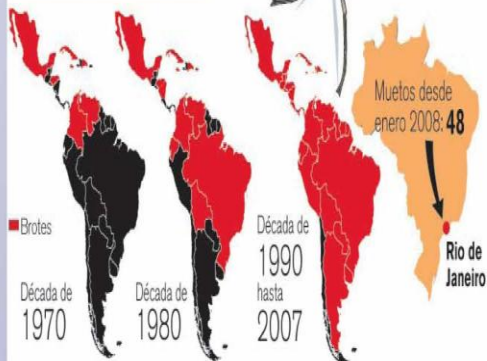 Brotes
Década de
1970
Década de
1980
Década de
1990
hasta
2007
Muetos desde
enero 2008: 48
Rio de
Janeiro